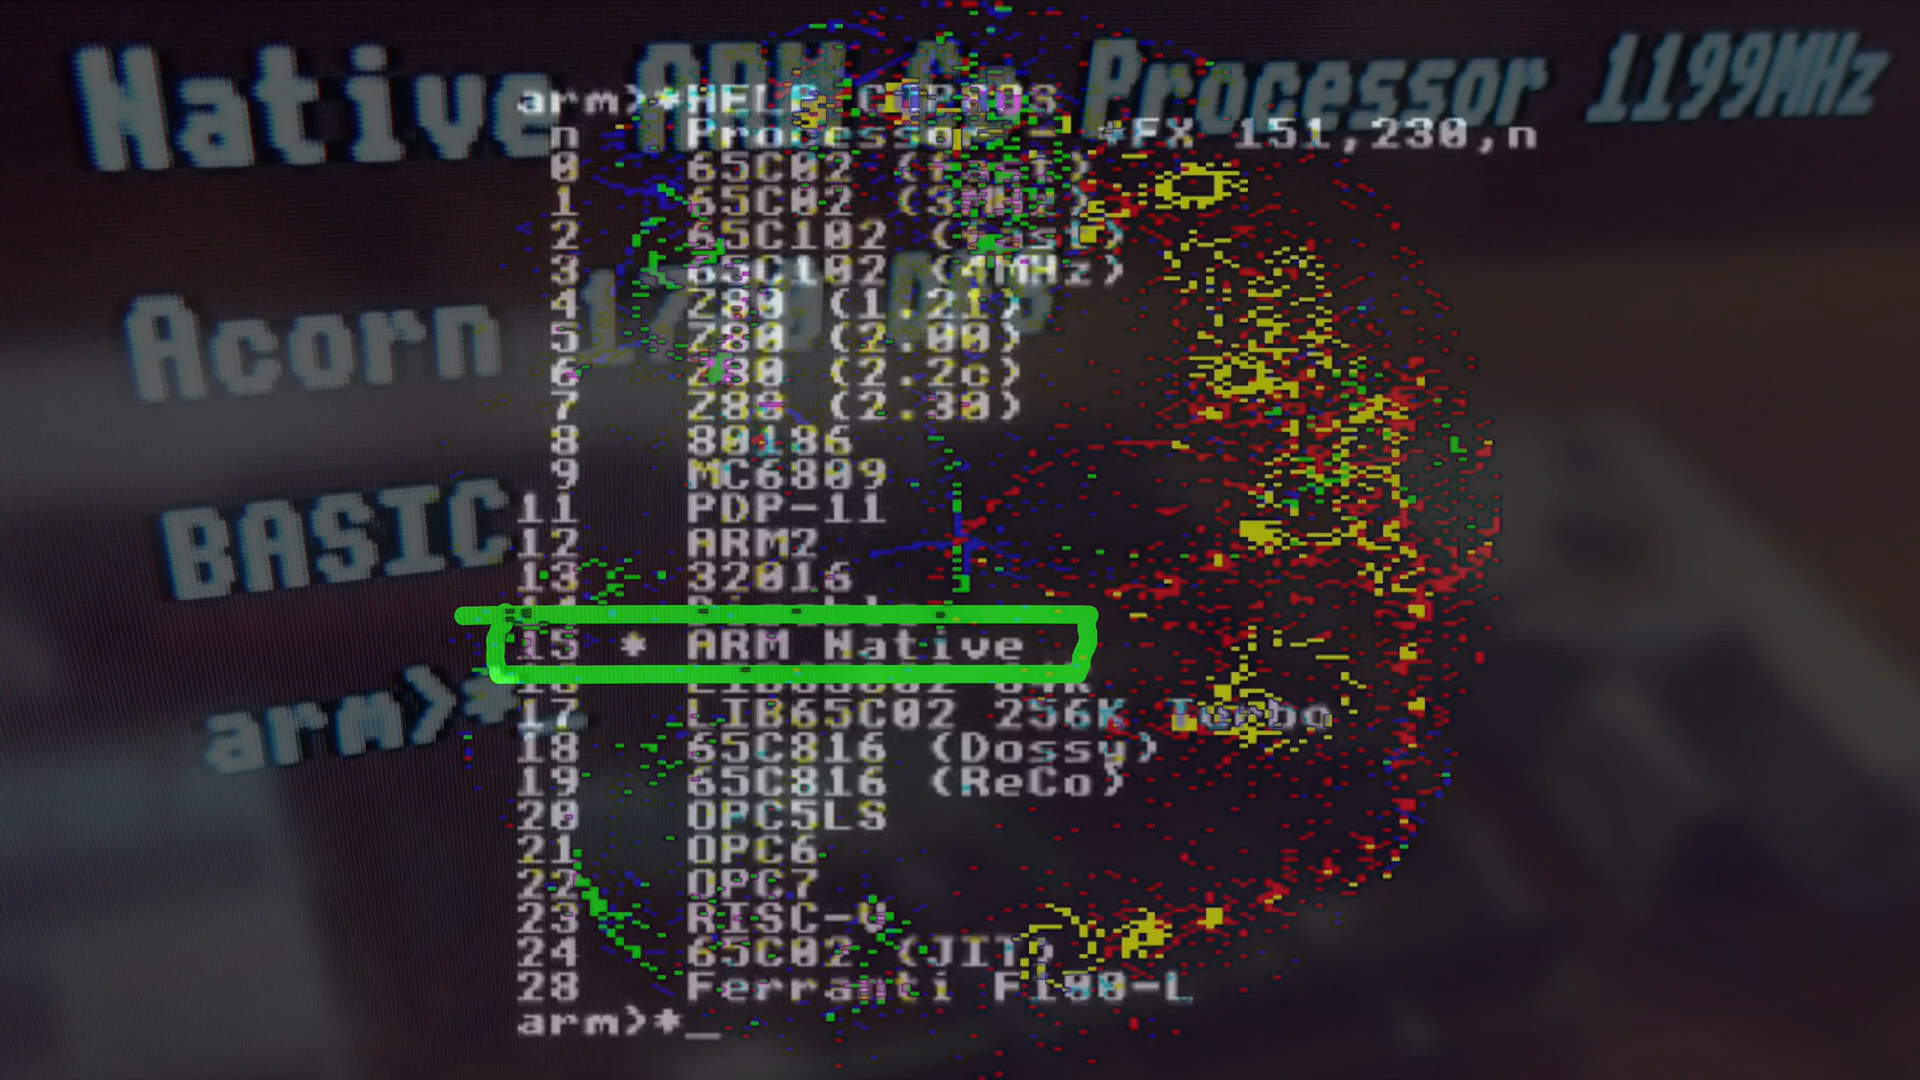 Native ARM Co Processor 1199MHz
Acorn
BASIC
arm>*_
arm>*HELP
n Processor - *FX 151,230,n
0 65C02 (fast)
1 65C02 (3MHz)
2 65C102 (fast)
3 65C102 (4MHz)
4 Z80 (1.21)
5 Z80 (2.00)
6 Z80 (2.2c)
7 Z80 (2.30)
8 80186
9 MC6809
11 PDP-11
12 ARM2
13 32016
15 * ARM Native
17 LIB65C02 256K Turbo
18 65C816 (Dossy)
19 65C816 (ReCo)
20 OPC5LS
21 OPC6
22 OPC7
23 RISC-V
24 65C02 (JIT)
28 Ferranti F100-L
arm>*_